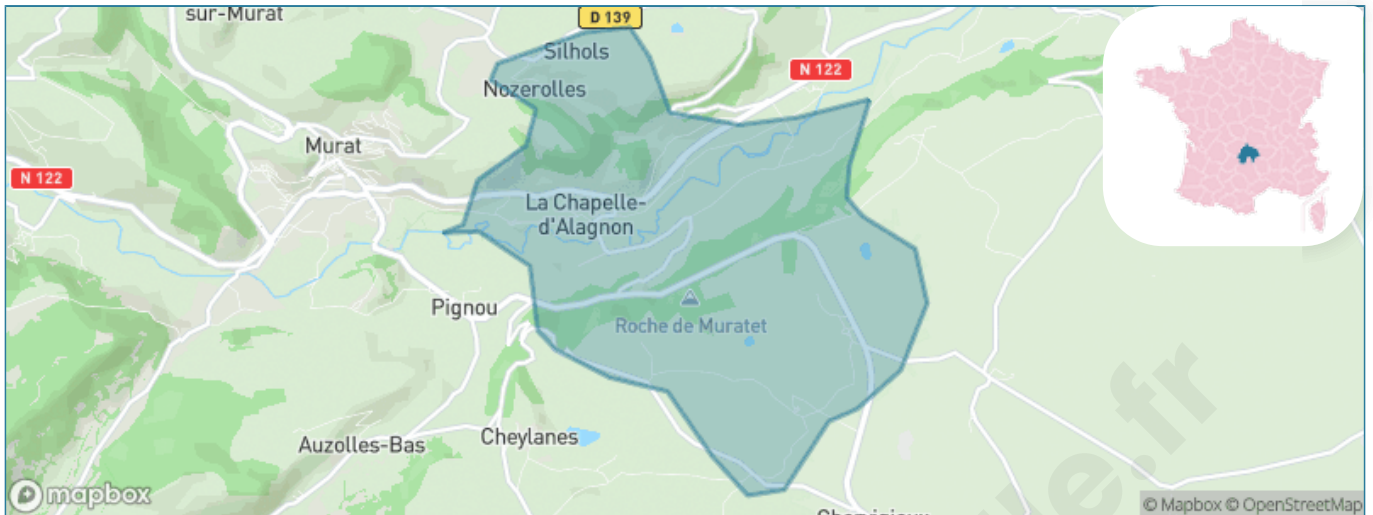 sur-Murat
D 139
Silhols
N 122
Nozerolles
Murat
N 122
La Chapelle-
d'Alagnon
Pignou
Roche de Muratet
Auzolles-Bas
Cheylanes
mapbox
© Mapbox © OpenStreetMap